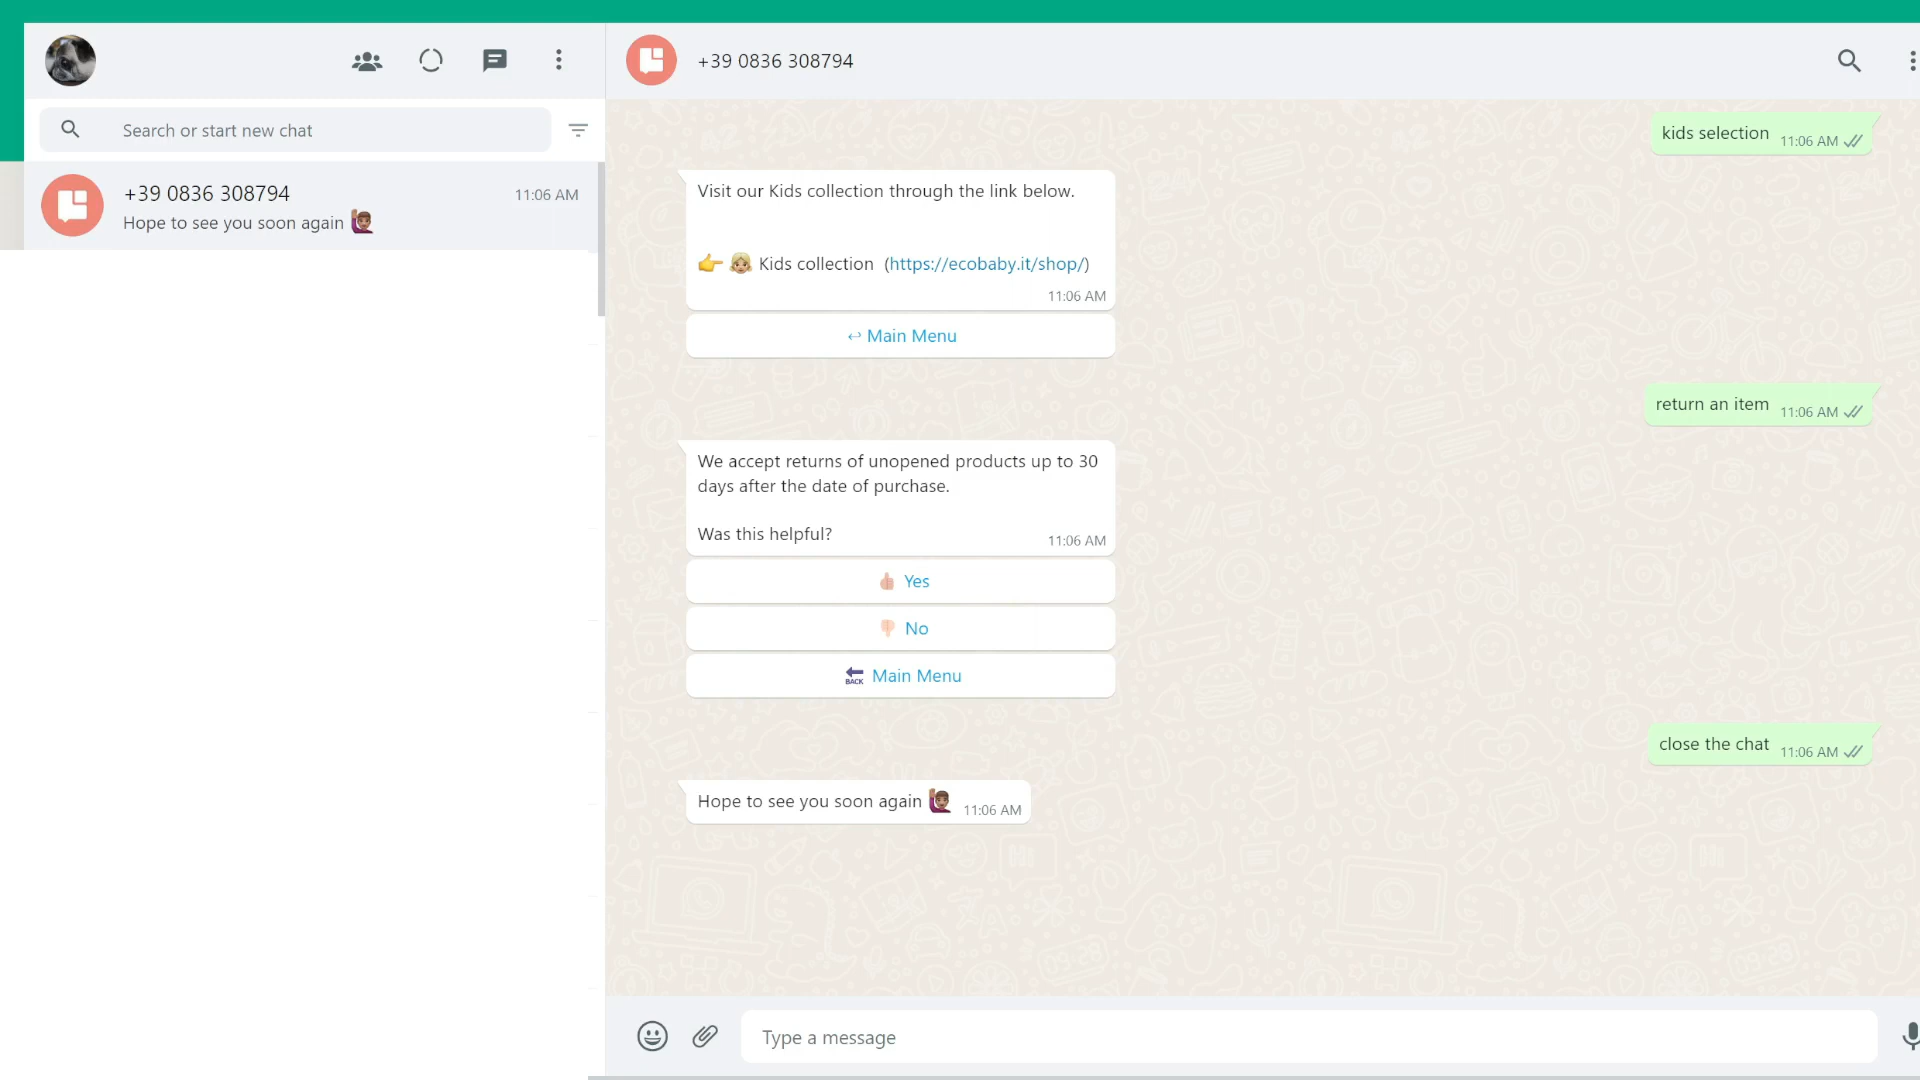 +39 0836 308794
Search or start new chat
+39 0836 308794
11:06 AM
Hope to see you soon again 🙋🏽
kids selection 11:06 AM
Visit our Kids collection through the link below.
👉 👧🏼 Kids collection (https://ecobaby.it/shop/)
11:06 AM
↩ Main Menu
return an item 11:06 AM
We accept returns of unopened products up to 30
days after the date of purchase.
Was this helpful?
11:06 AM
👍🏼 Yes
👎🏻 No
🔙 Main Menu
close the chat 11:06 AM
Hope to see you soon again 🙋🏽 11:06 AM
Type a message